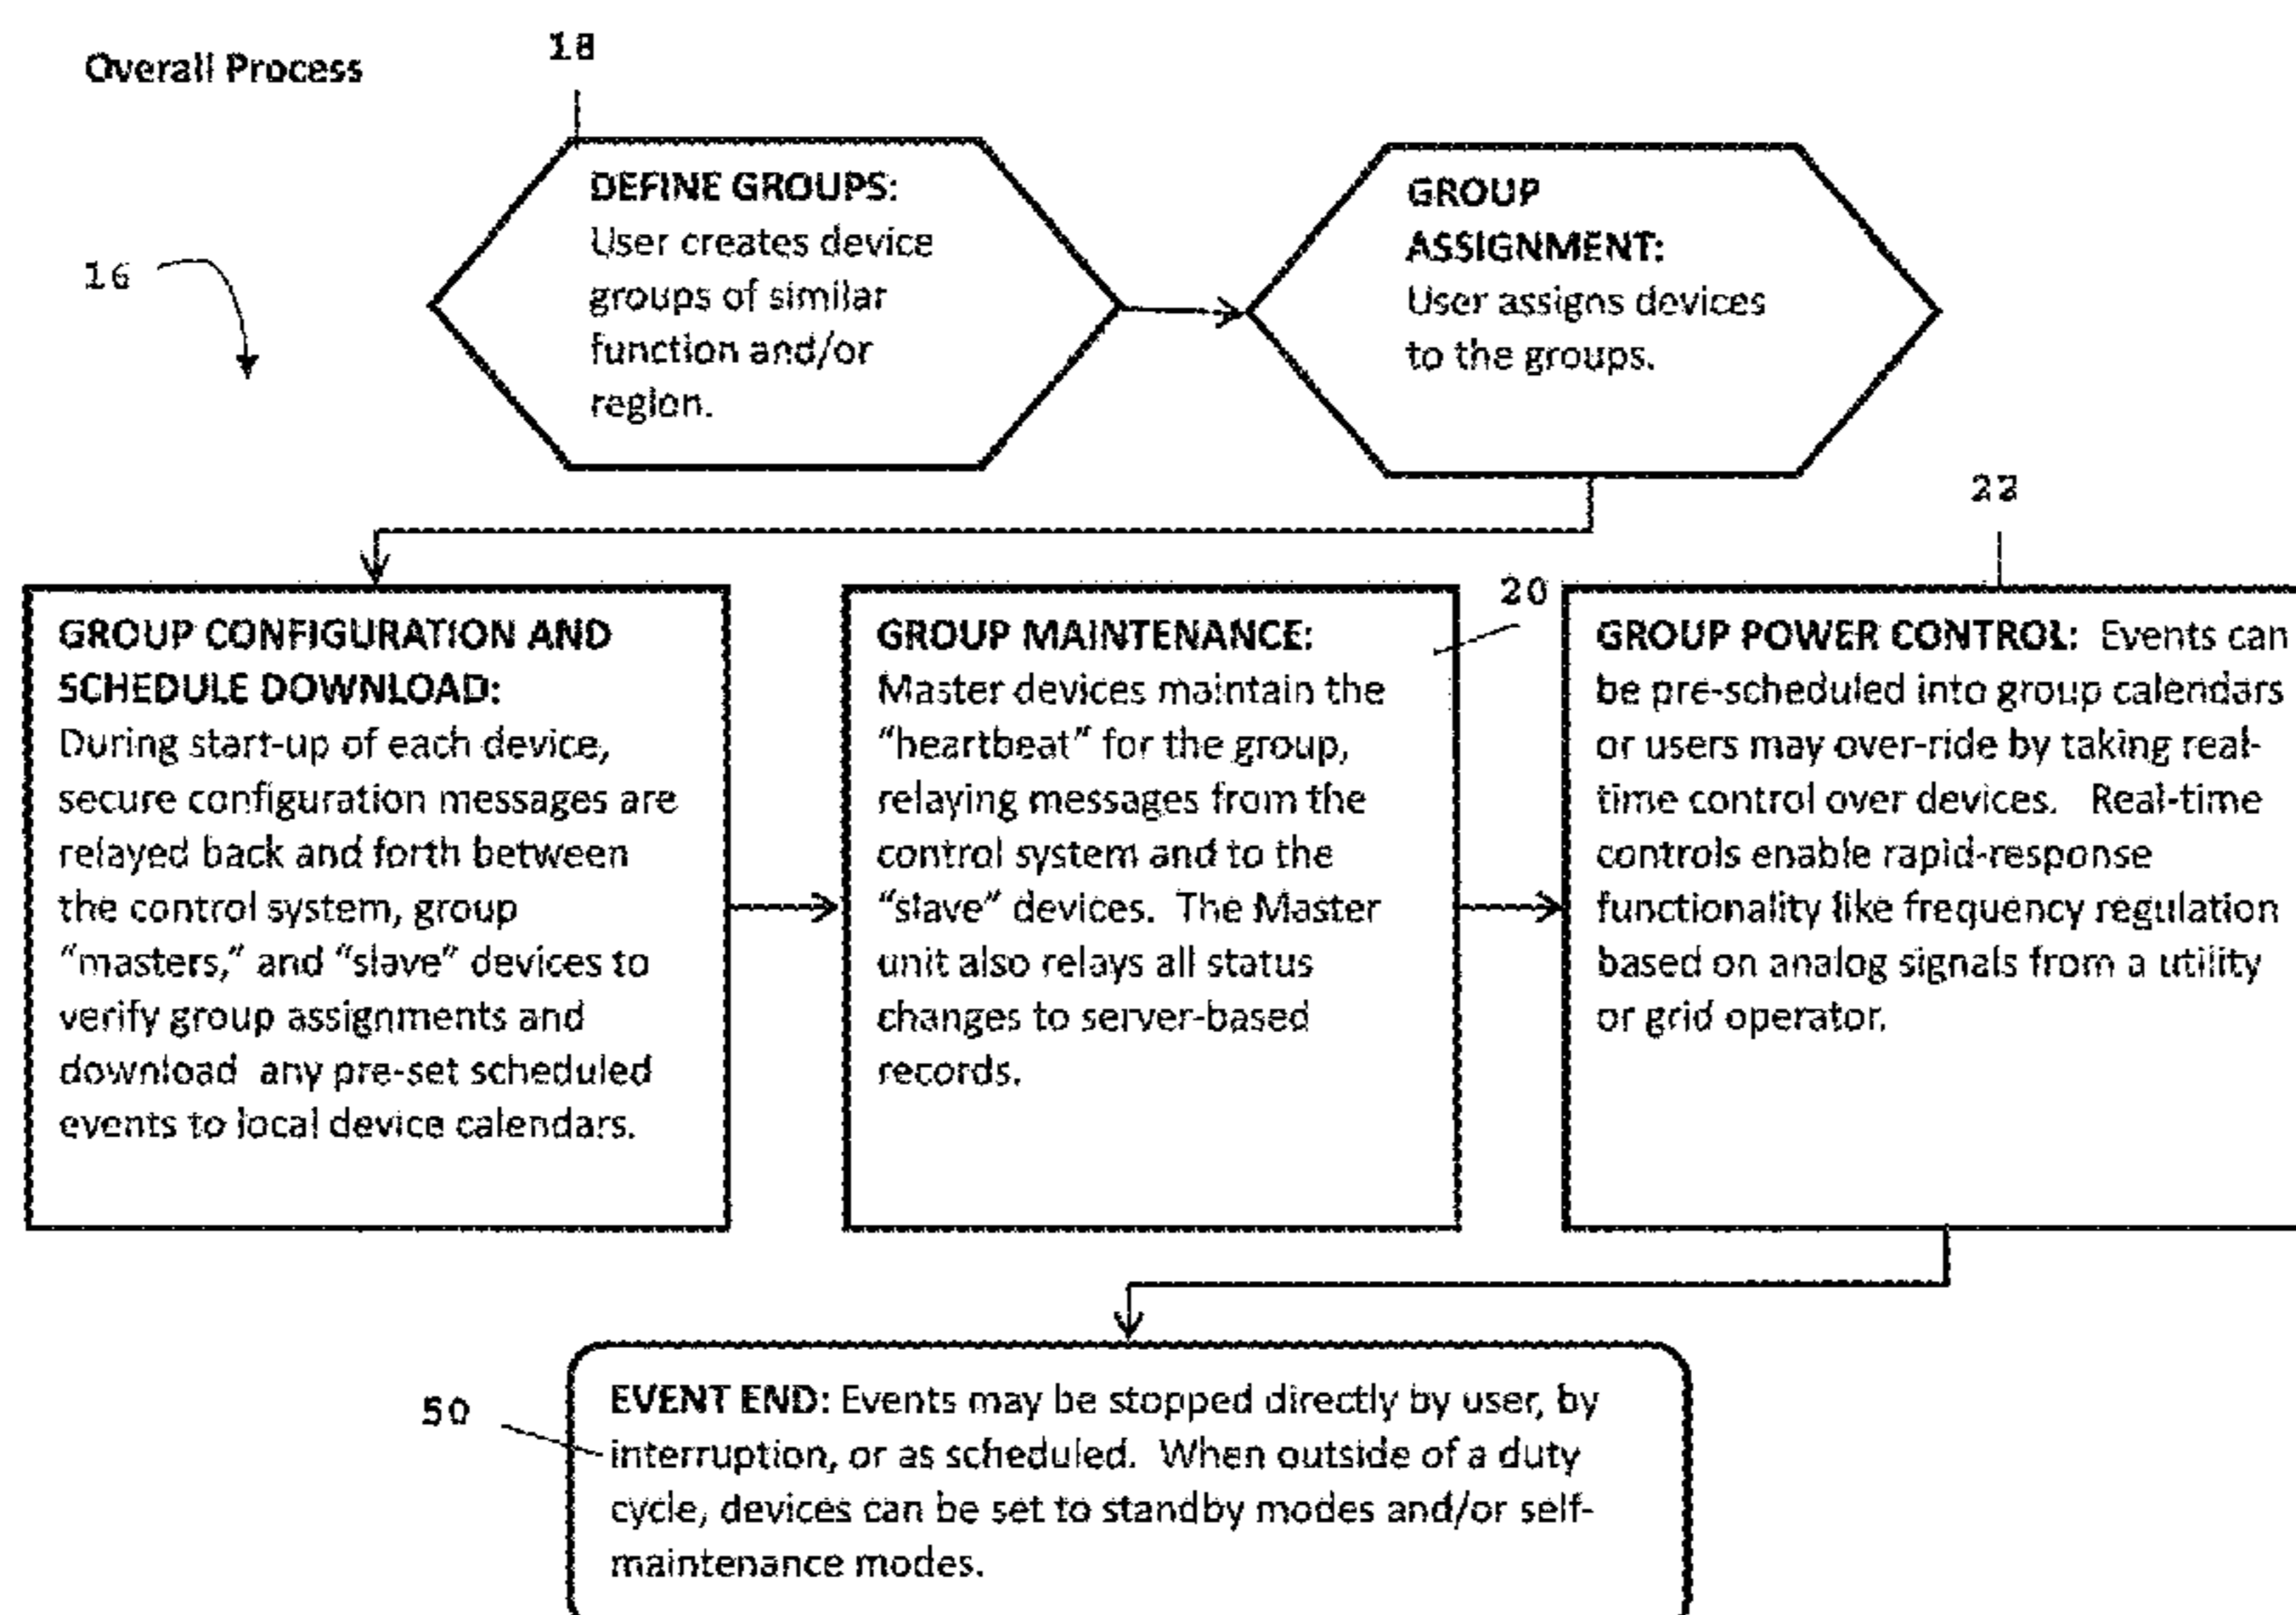 Overall Process
18
DEFINE GROUPS:
User creates device
groups of similar
function and/or
region.
GROUP
ASSIGNMENT:
User assigns devices
to the groups.
16
22
20
GROUP CONFIGURATION AND
SCHEDULE DOWNLOAD:
During start-up of each device,
secure configuration messages are
relayed back and forth between
the control system, group
“masters,” and “slave” devices to
verify group assignments and
download any pre-set scheduled
events to local device calendars.
GROUP MAINTENANCE:
Master devices maintain the
“heartbeat” for the group,
relaying messages from the
control system and to the
“slave” devices. The Master
unit also relays all status
changes to server-based
records.
GROUP POWER CONTROL: Events can
be pre-scheduled into group calendars
or users may over-ride by taking real-
time control over devices. Real-time
controls enable rapid-response
functionality like frequency regulation
based on analog signals from a utility
or grid operator.
50
EVENT END: Events may be stopped directly by user, by
interruption, or as scheduled. When outside of a duty
cycle, devices can be set to standby modes and/or self-
maintenance modes.